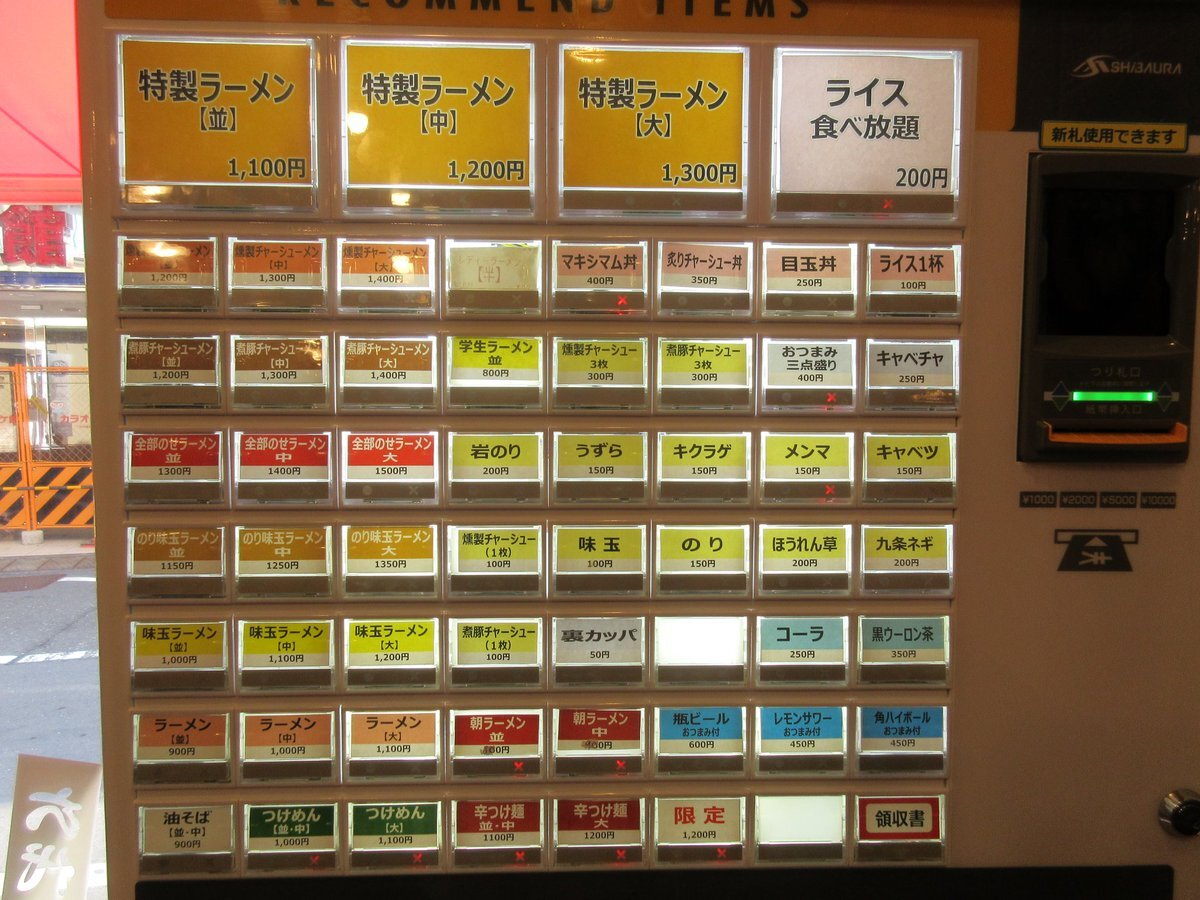 RECOMMEND ITEMS
特製ラーメン
【並】
1,100円
特製ラーメン
【中】
1,200円
特製ラーメン
【大】
1,300円
ライス
食べ放題
200円
SHIBAURA
新札使用できます
1,200円
燻製チャーシューメン
【中】
1,300円
燻製チャーシューメン
【大】
1,400円
レディーラーメン
【半】
マキシマム丼
400円
炙りチャーシュー丼
350円
目玉丼
250円
ライス1杯
100円
煮豚チャーシューメン
【並】
1,200円
煮豚チャーシューメン
【中】
1,300円
煮豚チャーシューメン
【大】
1,400円
学生ラーメン
並
800円
燻製チャーシュー
3枚
300円
煮豚チャーシュー
3枚
300円
おつまみ
三点盛り
400円
キャベチャ
250円
つり札口
紙幣挿入口
全部のせラーメン
並
1300円
全部のせラーメン
中
1400円
全部のせラーメン
大
1500円
岩のり
200円
うずら
150円
キクラゲ
150円
メンマ
150円
キャベツ
150円
¥1000 ¥2000 ¥5000 ¥10000
のり味玉ラーメン
並
1150円
のり味玉ラーメン
中
1250円
のり味玉ラーメン
大
1350円
燻製チャーシュー
(1枚)
100円
味玉
100円
のり
150円
ほうれん草
200円
九条ネギ
200円
味玉ラーメン
【並】
1,000円
味玉ラーメン
【中】
1,100円
味玉ラーメン
【大】
1,200円
煮豚チャーシュー
(1枚)
100円
裏カッパ
50円
コーラ
250円
黒ウーロン茶
350円
ラーメン
【並】
900円
ラーメン
【中】
1,000円
ラーメン
【大】
1,100円
朝ラーメン
並
朝ラーメン
中
瓶ビール
おつまみ付
600円
レモンサワー
おつまみ付
450円
角ハイボール
おつまみ付
450円
油そば
【並・中】
900円
つけめん
【並・中】
1,000円
つけめん
【大】
1,100円
辛つけ麺
並・中
1100円
辛つけ麺
大
1200円
限定
1,200円
領収書